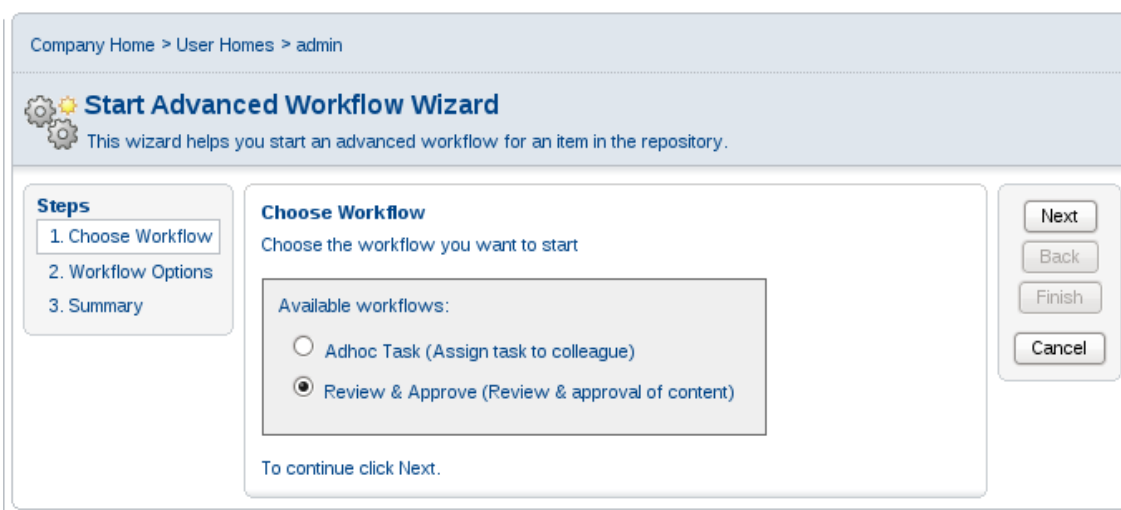 Company Home > User Homes > admin
Start Advanced Workflow Wizard
This wizard helps you start an advanced workflow for an item in the repository.
Steps
1. Choose Workflow
2. Workflow Options
3. Summary
Choose Workflow
Choose the workflow you want to start
Available workflows:
Adhoc Task (Assign task to colleague)
Review & Approve (Review & approval of content)
To continue click Next.
Next
Back
Finish
Cancel